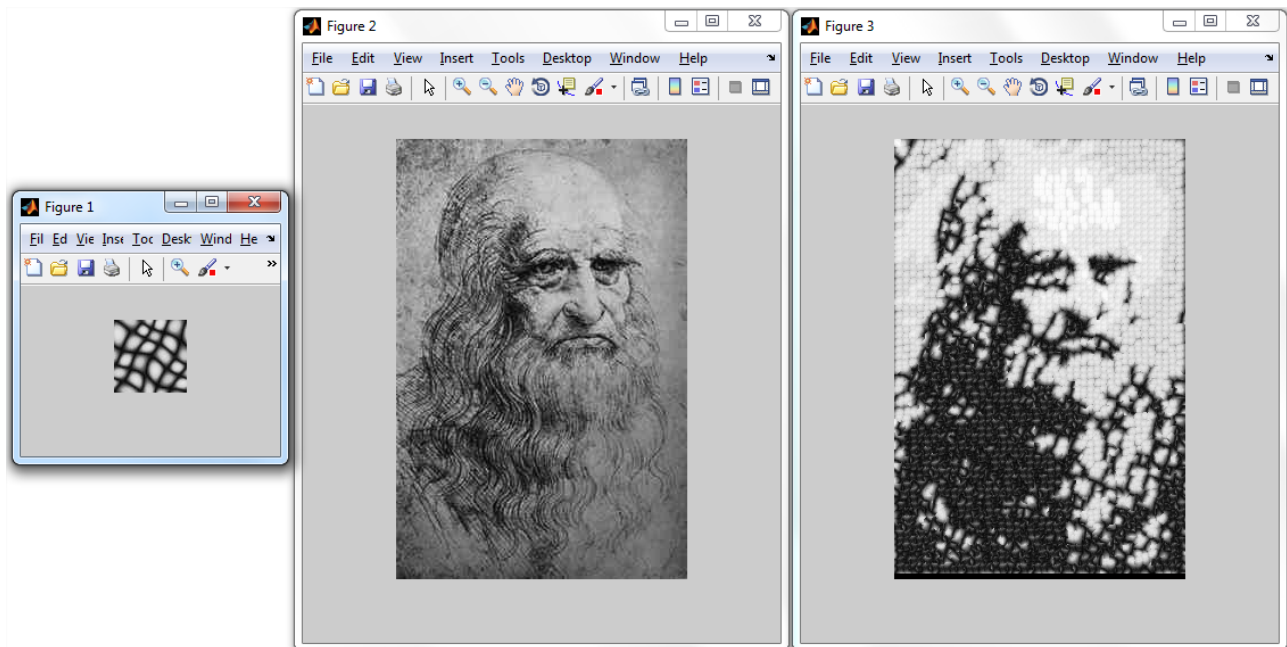 Figure 1
Fil Ed Vie Inse Toc Desk Wind He
Figure 2
File Edit View Insert Tools Desktop Window Help
Figure 3
File Edit View Insert Tools Desktop Window Help